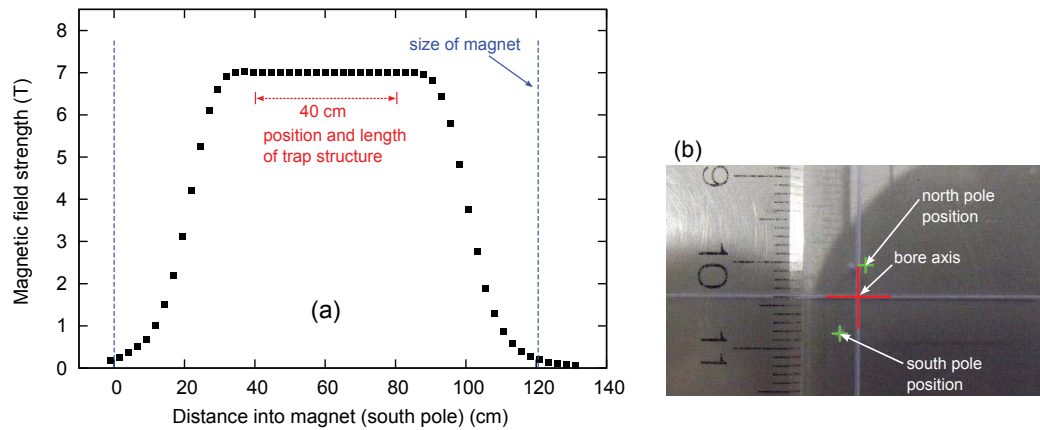 8
7
6
5
4
3
2
1
0
Magnetic field strength (T)
size of magnet
40 cm
position and length
of trap structure
(a)
0
20
40
60
80
100
120
140
Distance into magnet (south pole) (cm)
(b)
9
10
11
north pole
position
bore axis
south pole
position